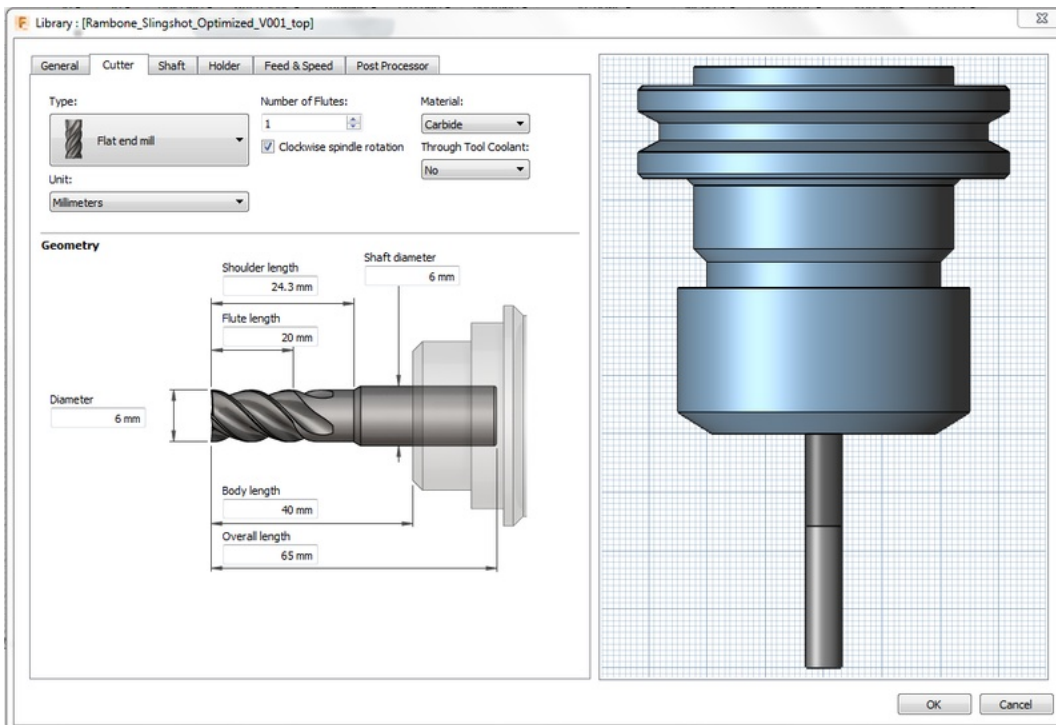 Library : [Rambone_Slingshot_Optimized_V001_top]
General Cutter Shaft Holder Feed & Speed Post Processor
Type:
Flat end mill
Unit:
Millimeters
Number of Flutes:
1
Clockwise spindle rotation
Material:
Carbide
Through Tool Coolant:
No
Geometry
Shoulder length
24.3 mm
Shaft diameter
6 mm
Flute length
20 mm
Diameter
6 mm
Body length
40 mm
Overall length
65 mm
OK Cancel